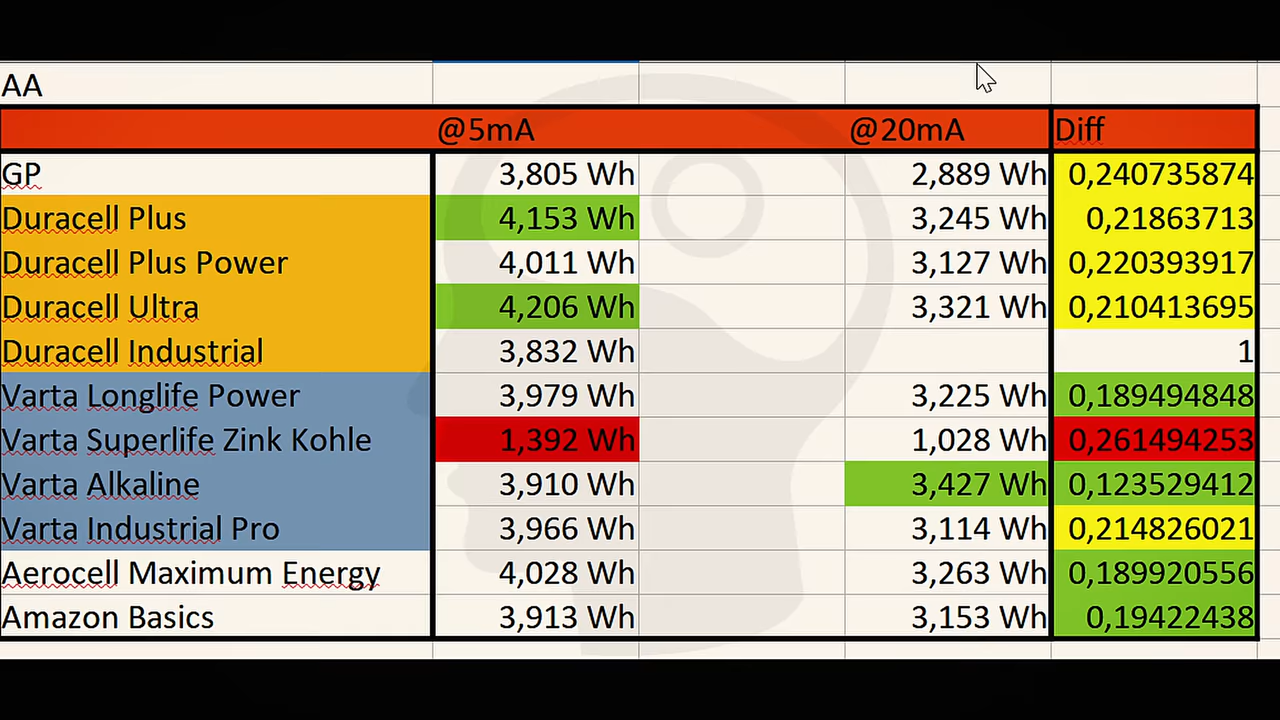 AA
@5mA @20mA Diff
GP 3,805 Wh 2,889 Wh 0,240735874
Duracell Plus 4,153 Wh 3,245 Wh 0,21863713
Duracell Plus Power 4,011 Wh 3,127 Wh 0,220393917
Duracell Ultra 4,206 Wh 3,321 Wh 0,210413695
Duracell Industrial 3,832 Wh 1
Varta Longlife Power 3,979 Wh 3,225 Wh 0,189494848
Varta Superlife Zink Kohle 1,392 Wh 1,028 Wh 0,261494253
Varta Alkaline 3,910 Wh 3,427 Wh 0,123529412
Varta Industrial Pro 3,966 Wh 3,114 Wh 0,214826021
Aerocell Maximum Energy 4,028 Wh 3,263 Wh 0,189920556
Amazon Basics 3,913 Wh 3,153 Wh 0,19422438